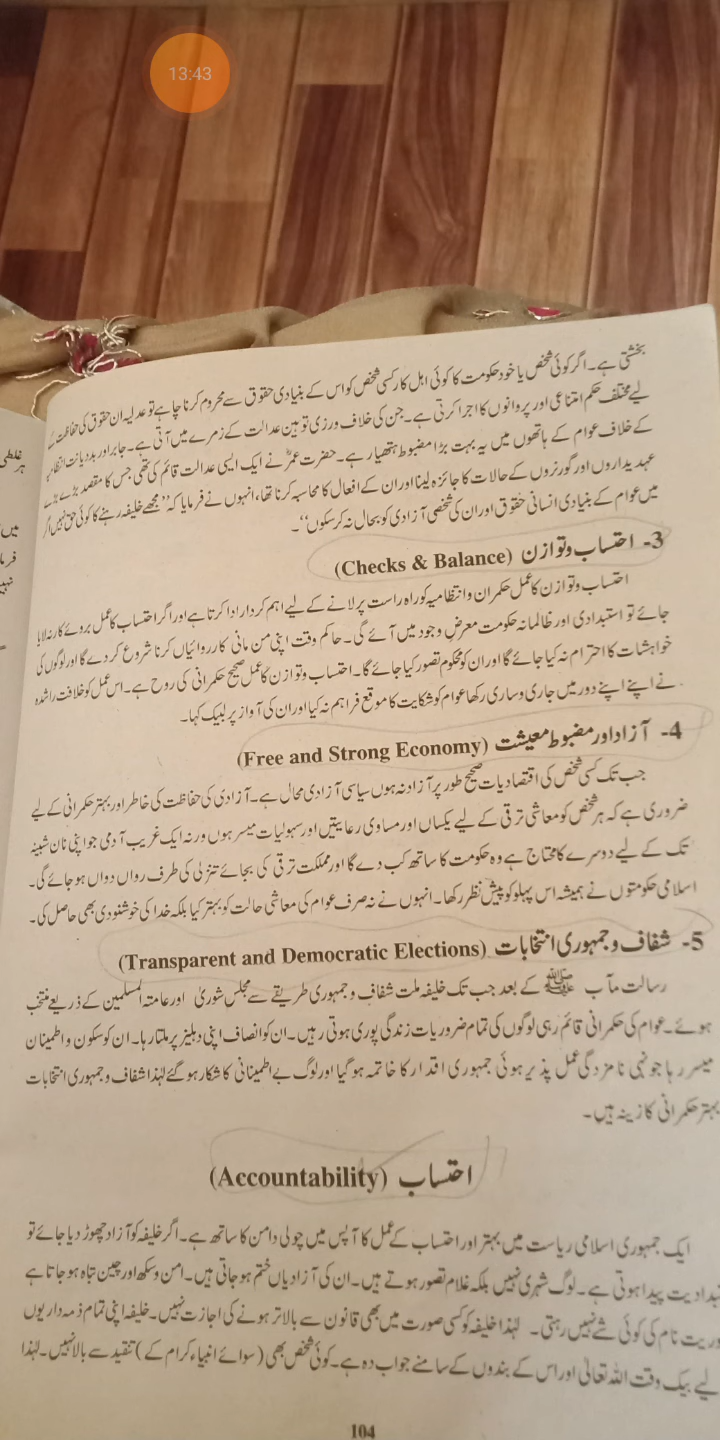 13:43
بخشتی ہے۔ اگر کوئی شخص یا خود حکومت کا کوئی اہل کار کسی شخص کو اس کے بنیادی حقوق سے محروم کرنا چاہے تو عدلیہ ان حقوق کی حفاظت کے
لیے مختلف حکم امتناعی اور پروانوں کا اجرا کرتی ہے۔ جن کی خلاف ورزی توہین عدالت کے زمرے میں آتی ہے۔ جابر اور بددیانت انتظامیہ
کے خلاف عوام کے ہاتھوں میں یہ بہت بڑا مضبوط ہتھیار ہے۔ حضرت عمرؓ نے ایک ایسی عدالت قائم کی تھی جس کا مقصد بڑے بڑے
عہدیداروں اور گورنروں کے حالات کا جائزہ لینا اور ان کے افعال کا محاسبہ کرنا تھا، انہوں نے فرمایا کہ ”مجھے خلیفہ رہنے کا کوئی حق نہیں اگر
میں عوام کے بنیادی انسانی حقوق اور ان کی شخصی آزادی کو بحال نہ کر سکوں“۔
3- احتساب و توازن (Checks & Balance)
احتساب و توازن کا عمل حکمران و انتظامیہ کو راہ راست پر لانے کے لیے اہم کردار ادا کرتا ہے اور اگر احتساب کا عمل بروئے کار نہ لایا
جائے تو استبدادی اور ظالمانہ حکومت معرض وجود میں آئے گی۔ حاکم وقت اپنی من مانی کارروائیاں کرنا شروع کر دے گا اور لوگوں کی
خواہشات کا احترام نہ کیا جائے گا اور ان کو محکوم تصور کیا جائے گا۔ احتساب و توازن کا عمل صحیح حکمرانی کی روح ہے۔ اس عمل کو خلافت راشدہ
نے اپنے اپنے دور میں جاری و ساری رکھا عوام کو شکایت کا موقع فراہم نہ کیا اور ان کی آواز پر لبیک کہا۔
4- آزاد اور مضبوط معیشت (Free and Strong Economy)
جب تک کسی شخص کی اقتصادیات صحیح طور پر آزاد نہ ہوں سیاسی آزادی محال ہے۔ آزادی کی حفاظت کی خاطر اور بہتر حکمرانی کے لیے
ضروری ہے کہ ہر شخص کو معاشی ترقی کے لیے یکساں اور مساوی رعایتیں اور سہولیات میسر ہوں ورنہ ایک غریب آدمی جو اپنی نان شبینہ
تک کے لیے دوسرے کا محتاج ہے وہ حکومت کا ساتھ کب دے گا اور مملکت ترقی کی بجائے تنزلی کی طرف رواں دواں ہو جائے گی۔
اسلامی حکومتوں نے ہمیشہ اس پہلو کو پیش نظر رکھا۔ انہوں نے نہ صرف عوام کی معاشی حالت کو بہتر کیا بلکہ خدا کی خوشنودی بھی حاصل کی۔
5- شفاف و جمہوری انتخابات (Transparent and Democratic Elections)
رسالت مآب ﷺ کے بعد جب تک خلیفہ ملت شفاف و جمہوری طریقے سے مجلس شوریٰ اور عامتہ المسلمین کے ذریعے منتخب
ہوئے۔ عوام کی حکمرانی قائم رہی لوگوں کی تمام ضروریات زندگی پوری ہوتی رہیں۔ ان کو انصاف اپنی دہلیز پر ملتا رہا۔ ان کو سکون و اطمینان
میسر رہا جونہی نامزدگی عمل پذیر ہوئی جمہوری اقدار کا خاتمہ ہو گیا اور لوگ بے اطمینانی کا شکار ہو گئے لہٰذا شفاف و جمہوری انتخابات
بہتر حکمرانی کا زینہ ہیں۔
احتساب (Accountability)
ایک جمہوری اسلامی ریاست میں بہتر اور احتساب کے عمل کا آپس میں چولی دامن کا ساتھ ہے۔ اگر خلیفہ کو آزاد چھوڑ دیا جائے تو
پیدا ہوتی ہے۔ لوگ شہری نہیں بلکہ غلام تصور ہوتے ہیں۔ ان کی آزادیاں ختم ہو جاتی ہیں۔ امن و سکھ اور چین تباہ ہو جاتا ہے
نام کی کوئی شے نہیں رہتی۔ لہٰذا خلیفہ کو کسی صورت میں بھی قانون سے بالاتر ہونے کی اجازت نہیں۔ خلیفہ اپنی تمام ذمہ داریوں
لیے بیک وقت اللہ تعالیٰ اور اس کے بندوں کے سامنے جواب دہ ہے۔ کوئی شخص بھی (سوائے انبیاء کرام کے) تنقید سے بالا نہیں۔ لہٰذا
104